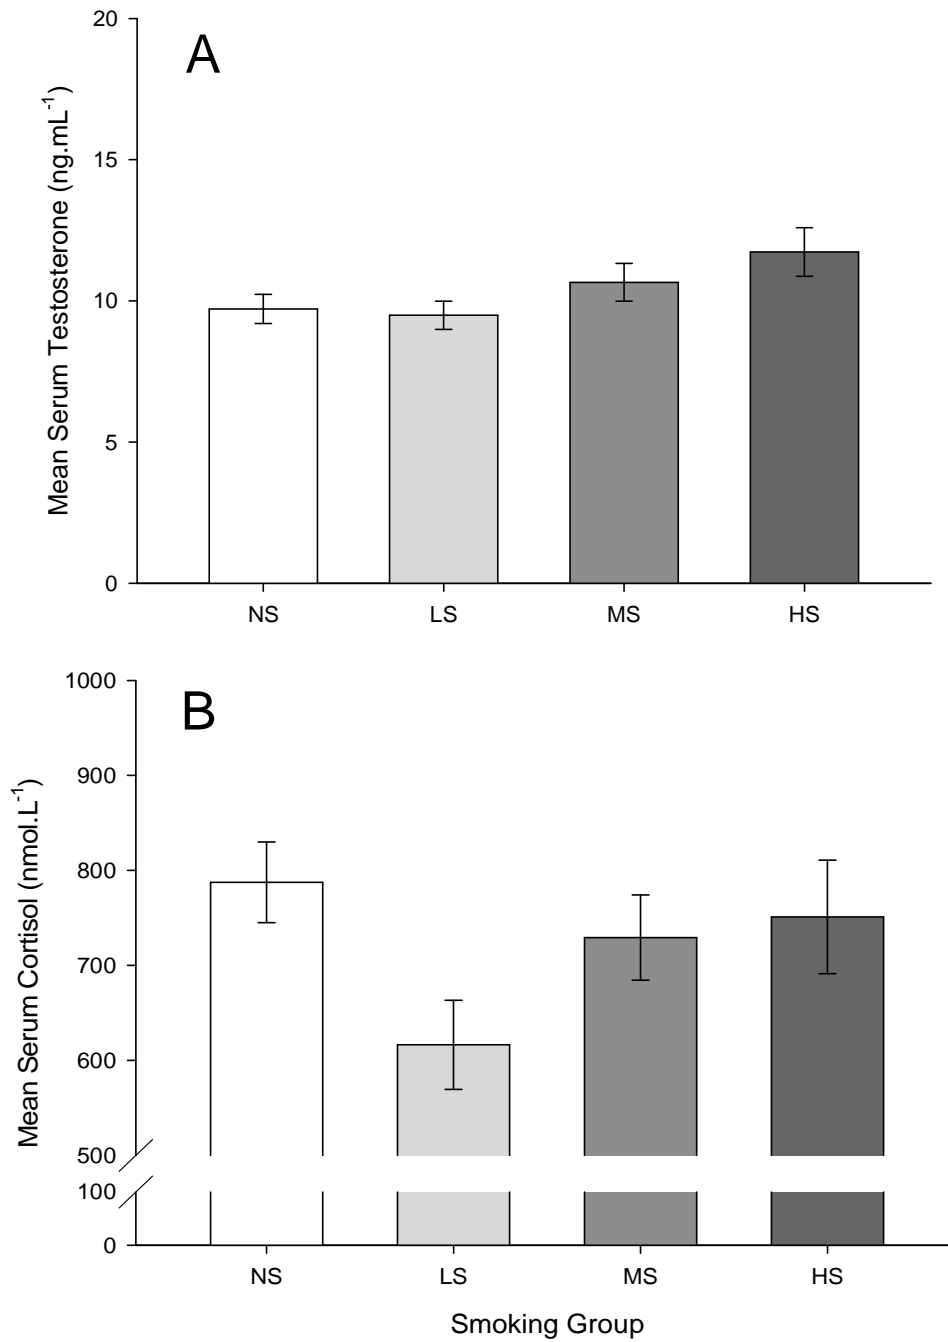 A
Mean Serum Testosterone (ng.mL⁻¹)
20
15
10
5
0
NS LS MS HS
B
Mean Serum Cortisol (nmol.L⁻¹)
1000
900
800
700
600
500
100
0
NS LS MS HS
Smoking Group